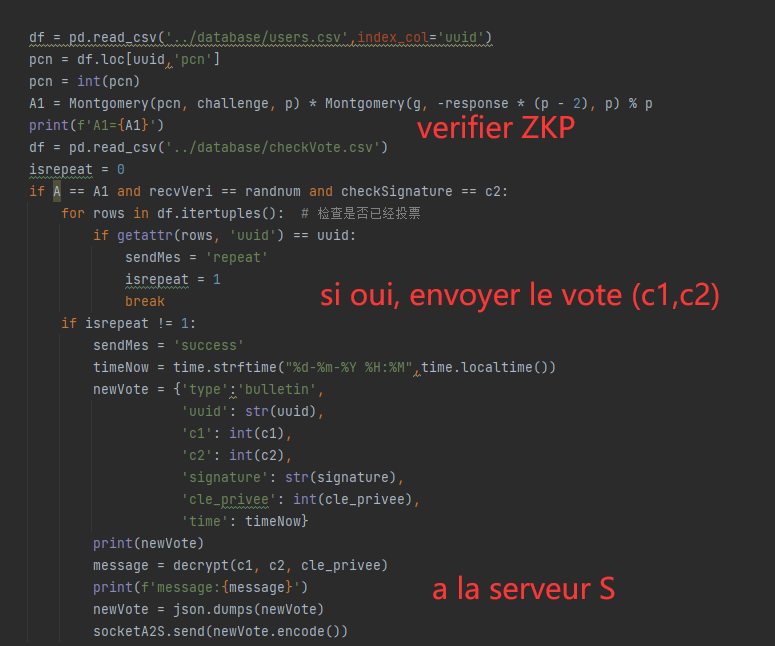 df = pd.read_csv('../database/users.csv',index_col='uuid')
pcn = df.loc[uuid,'pcn']
pcn = int(pcn)
A1 = Montgomery(pcn, challenge, p) * Montgomery(g, -response * (p - 2), p) % p
print(f'A1={A1}')
verifier ZKP
df = pd.read_csv('../database/checkVote.csv')
isrepeat = 0
if A == A1 and recvVeri == randnum and checkSignature == c2:
for rows in df.itertuples():  # 检查是否已经投票
if getattr(rows, 'uuid') == uuid:
sendMes = 'repeat'
isrepeat = 1
si oui, envoyer le vote (c1,c2)
break
if isrepeat != 1:
sendMes = 'success'
timeNow = time.strftime("%d-%m-%Y %H:%M",time.localtime())
newVote = {'type':'bulletin',
'uuid': str(uuid),
'c1': int(c1),
'c2': int(c2),
'signature': str(signature),
'cle_privee': int(cle_privee),
'time': timeNow}
print(newVote)
message = decrypt(c1, c2, cle_privee)
print(f'message:{message}')
a la serveur S
newVote = json.dumps(newVote)
socketA2S.send(newVote.encode())